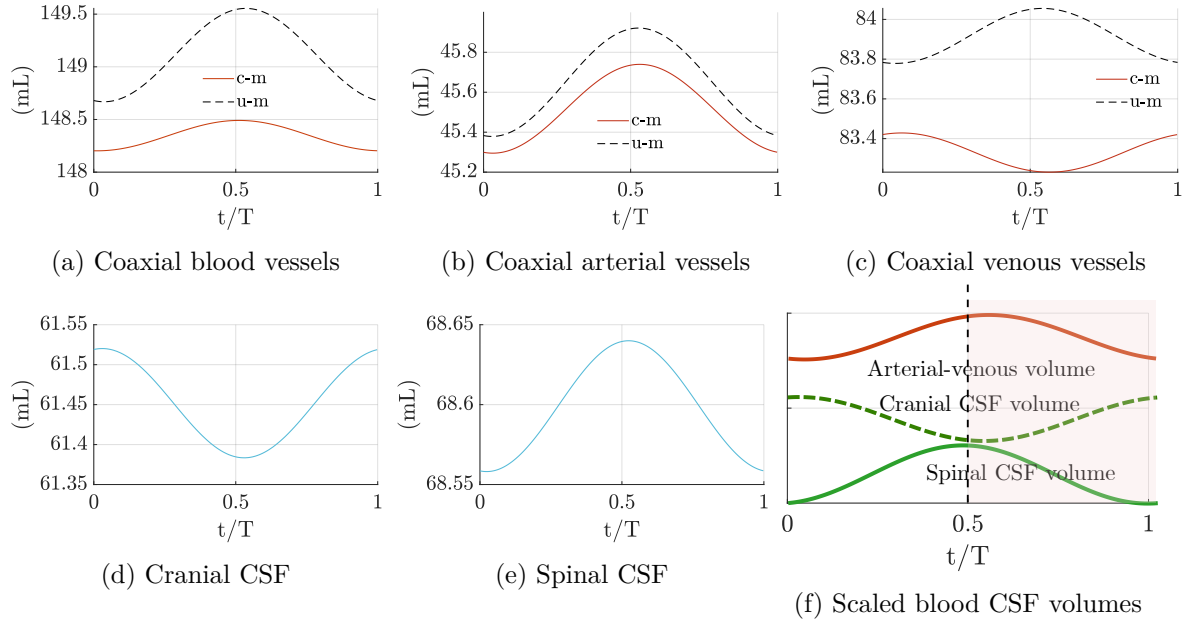 149.5
149
148.5
148
(mL)
c-m
u-m
0
0.5
1
t/T
(a) Coaxial blood vessels
45.8
45.6
45.4
45.2
(mL)
c-m
u-m
0
0.5
1
t/T
(b) Coaxial arterial vessels
84
83.8
83.6
83.4
(mL)
c-m
u-m
0
0.5
1
t/T
(c) Coaxial venous vessels
61.55
61.5
61.45
61.4
61.35
(mL)
0
0.5
1
t/T
(d) Cranial CSF
68.65
68.6
68.55
(mL)
0
0.5
1
t/T
(e) Spinal CSF
Arterial-venous volume
Cranial CSF volume
Spinal CSF volume
0
0.5
1
t/T
(f) Scaled blood CSF volumes